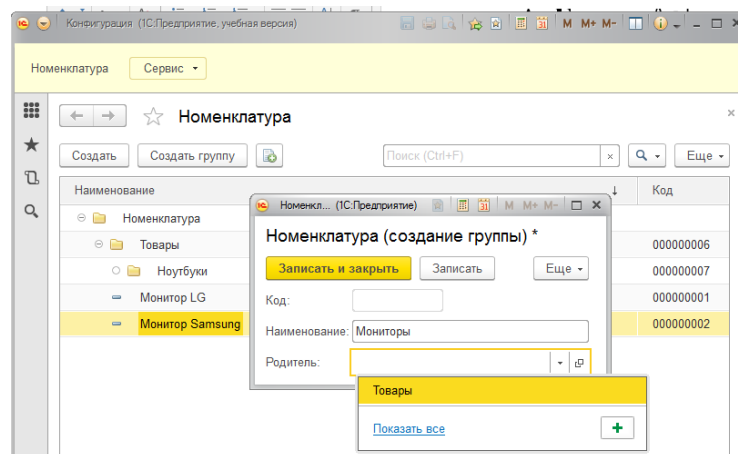 Конфигурация (1С:Предприятие, учебная версия) M M+ M-
Номенклатура Сервис
Номенклатура
Создать Создать группу Поиск (Ctrl+F) Еще
Наименование Код
Номенклатура
Товары 000000006
Ноутбуки 000000007
Монитор LG 000000001
Монитор Samsung 000000002
Номенкл... (1С:Предприятие) M M+ M-
Номенклатура (создание группы) *
Записать и закрыть Записать Еще
Код:
Наименование: Мониторы
Родитель:
Товары
Показать все